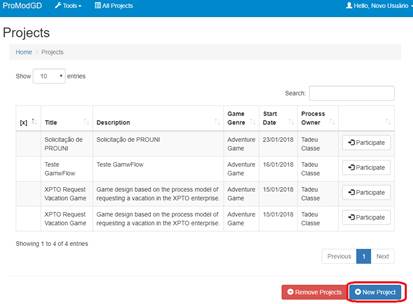 ProModGD Tools All Projects Hello, Novo Usuário
Projects
Home / Projects
Show 10 entries
Search:
[x] Title Description Game Genre Start Date Process Owner
Solicitação de PROUNI Solicitação de PROUNI Adventure Game 23/01/2018 Tadeu Classe Participate
Teste GamwFlow Teste GamwFlow Adventure Game 16/01/2018 Tadeu Classe Participate
XPTO Request Vacation Game Game design based on the process model of requesting a vacation in the XPTO enterprise. Adventure Game 15/01/2018 Tadeu Classe Participate
XPTO Request Vacation Game Game design based on the process model of requesting a vacation in the XPTO enterprise. Adventure Game 15/01/2018 Tadeu Classe Participate
Showing 1 to 4 of 4 entries
Previous 1 Next
Remove Projects New Project